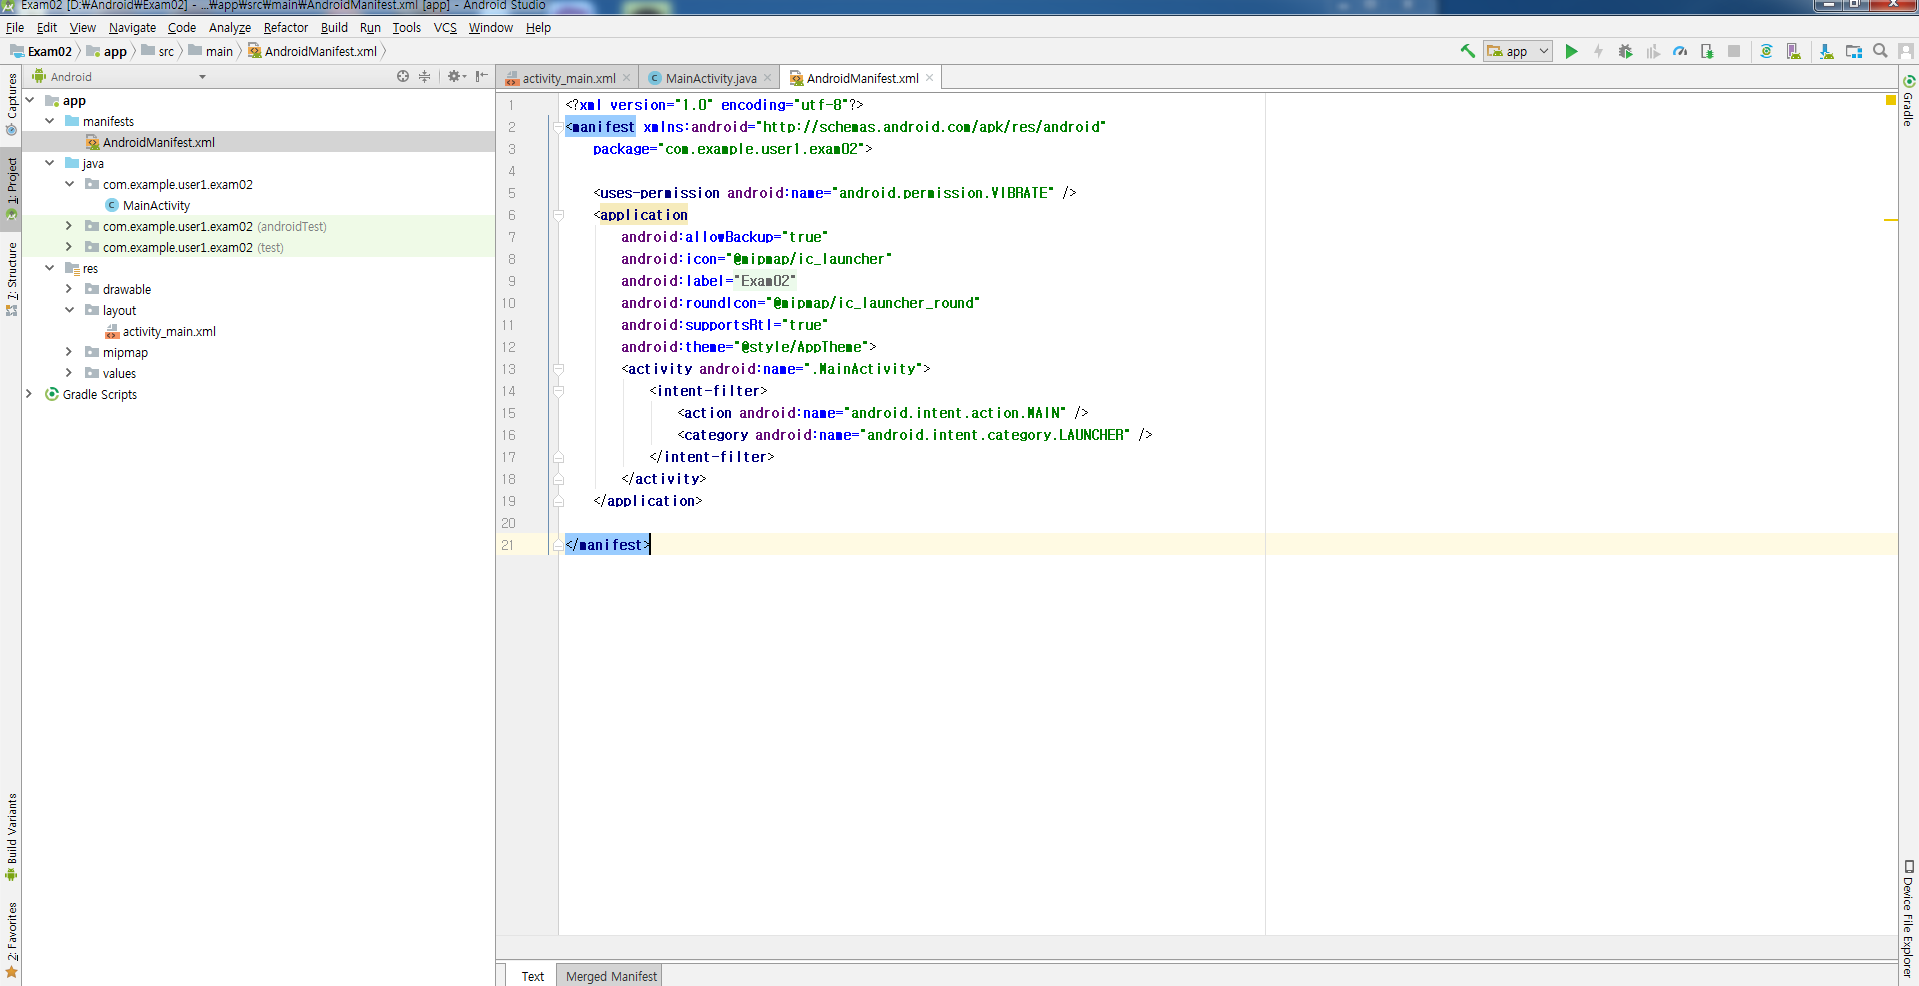 Exam02 [D:₩Android₩Exam02] - ...₩app₩src₩main₩AndroidManifest.xml [app] - Android Studio
File Edit View Navigate Code Analyze Refactor Build Run Tools VCS Window Help
Exam02 app src main AndroidManifest.xml
app
Android
activity_main.xml MainActivity.java AndroidManifest.xml
Captures
1: Project
7: Structure
Build Variants
2: Favorites
app
manifests
AndroidManifest.xml
java
com.example.user1.exam02
MainActivity
com.example.user1.exam02 (androidTest)
com.example.user1.exam02 (test)
res
drawable
layout
activity_main.xml
mipmap
values
Gradle Scripts
1 <?xml version="1.0" encoding="utf-8"?>
2 <manifest xmlns:android="http://schemas.android.com/apk/res/android"
3 package="com.example.user1.exam02">
4
5 <uses-permission android:name="android.permission.VIBRATE" />
6 <application
7 android:allowBackup="true"
8 android:icon="@mipmap/ic_launcher"
9 android:label="Exam02"
10 android:roundIcon="@mipmap/ic_launcher_round"
11 android:supportsRtl="true"
12 android:theme="@style/AppTheme">
13 <activity android:name=".MainActivity">
14 <intent-filter>
15 <action android:name="android.intent.action.MAIN" />
16 <category android:name="android.intent.category.LAUNCHER" />
17 </intent-filter>
18 </activity>
19 </application>
20
21 </manifest>
Text Merged Manifest
Gradle
Device File Explorer